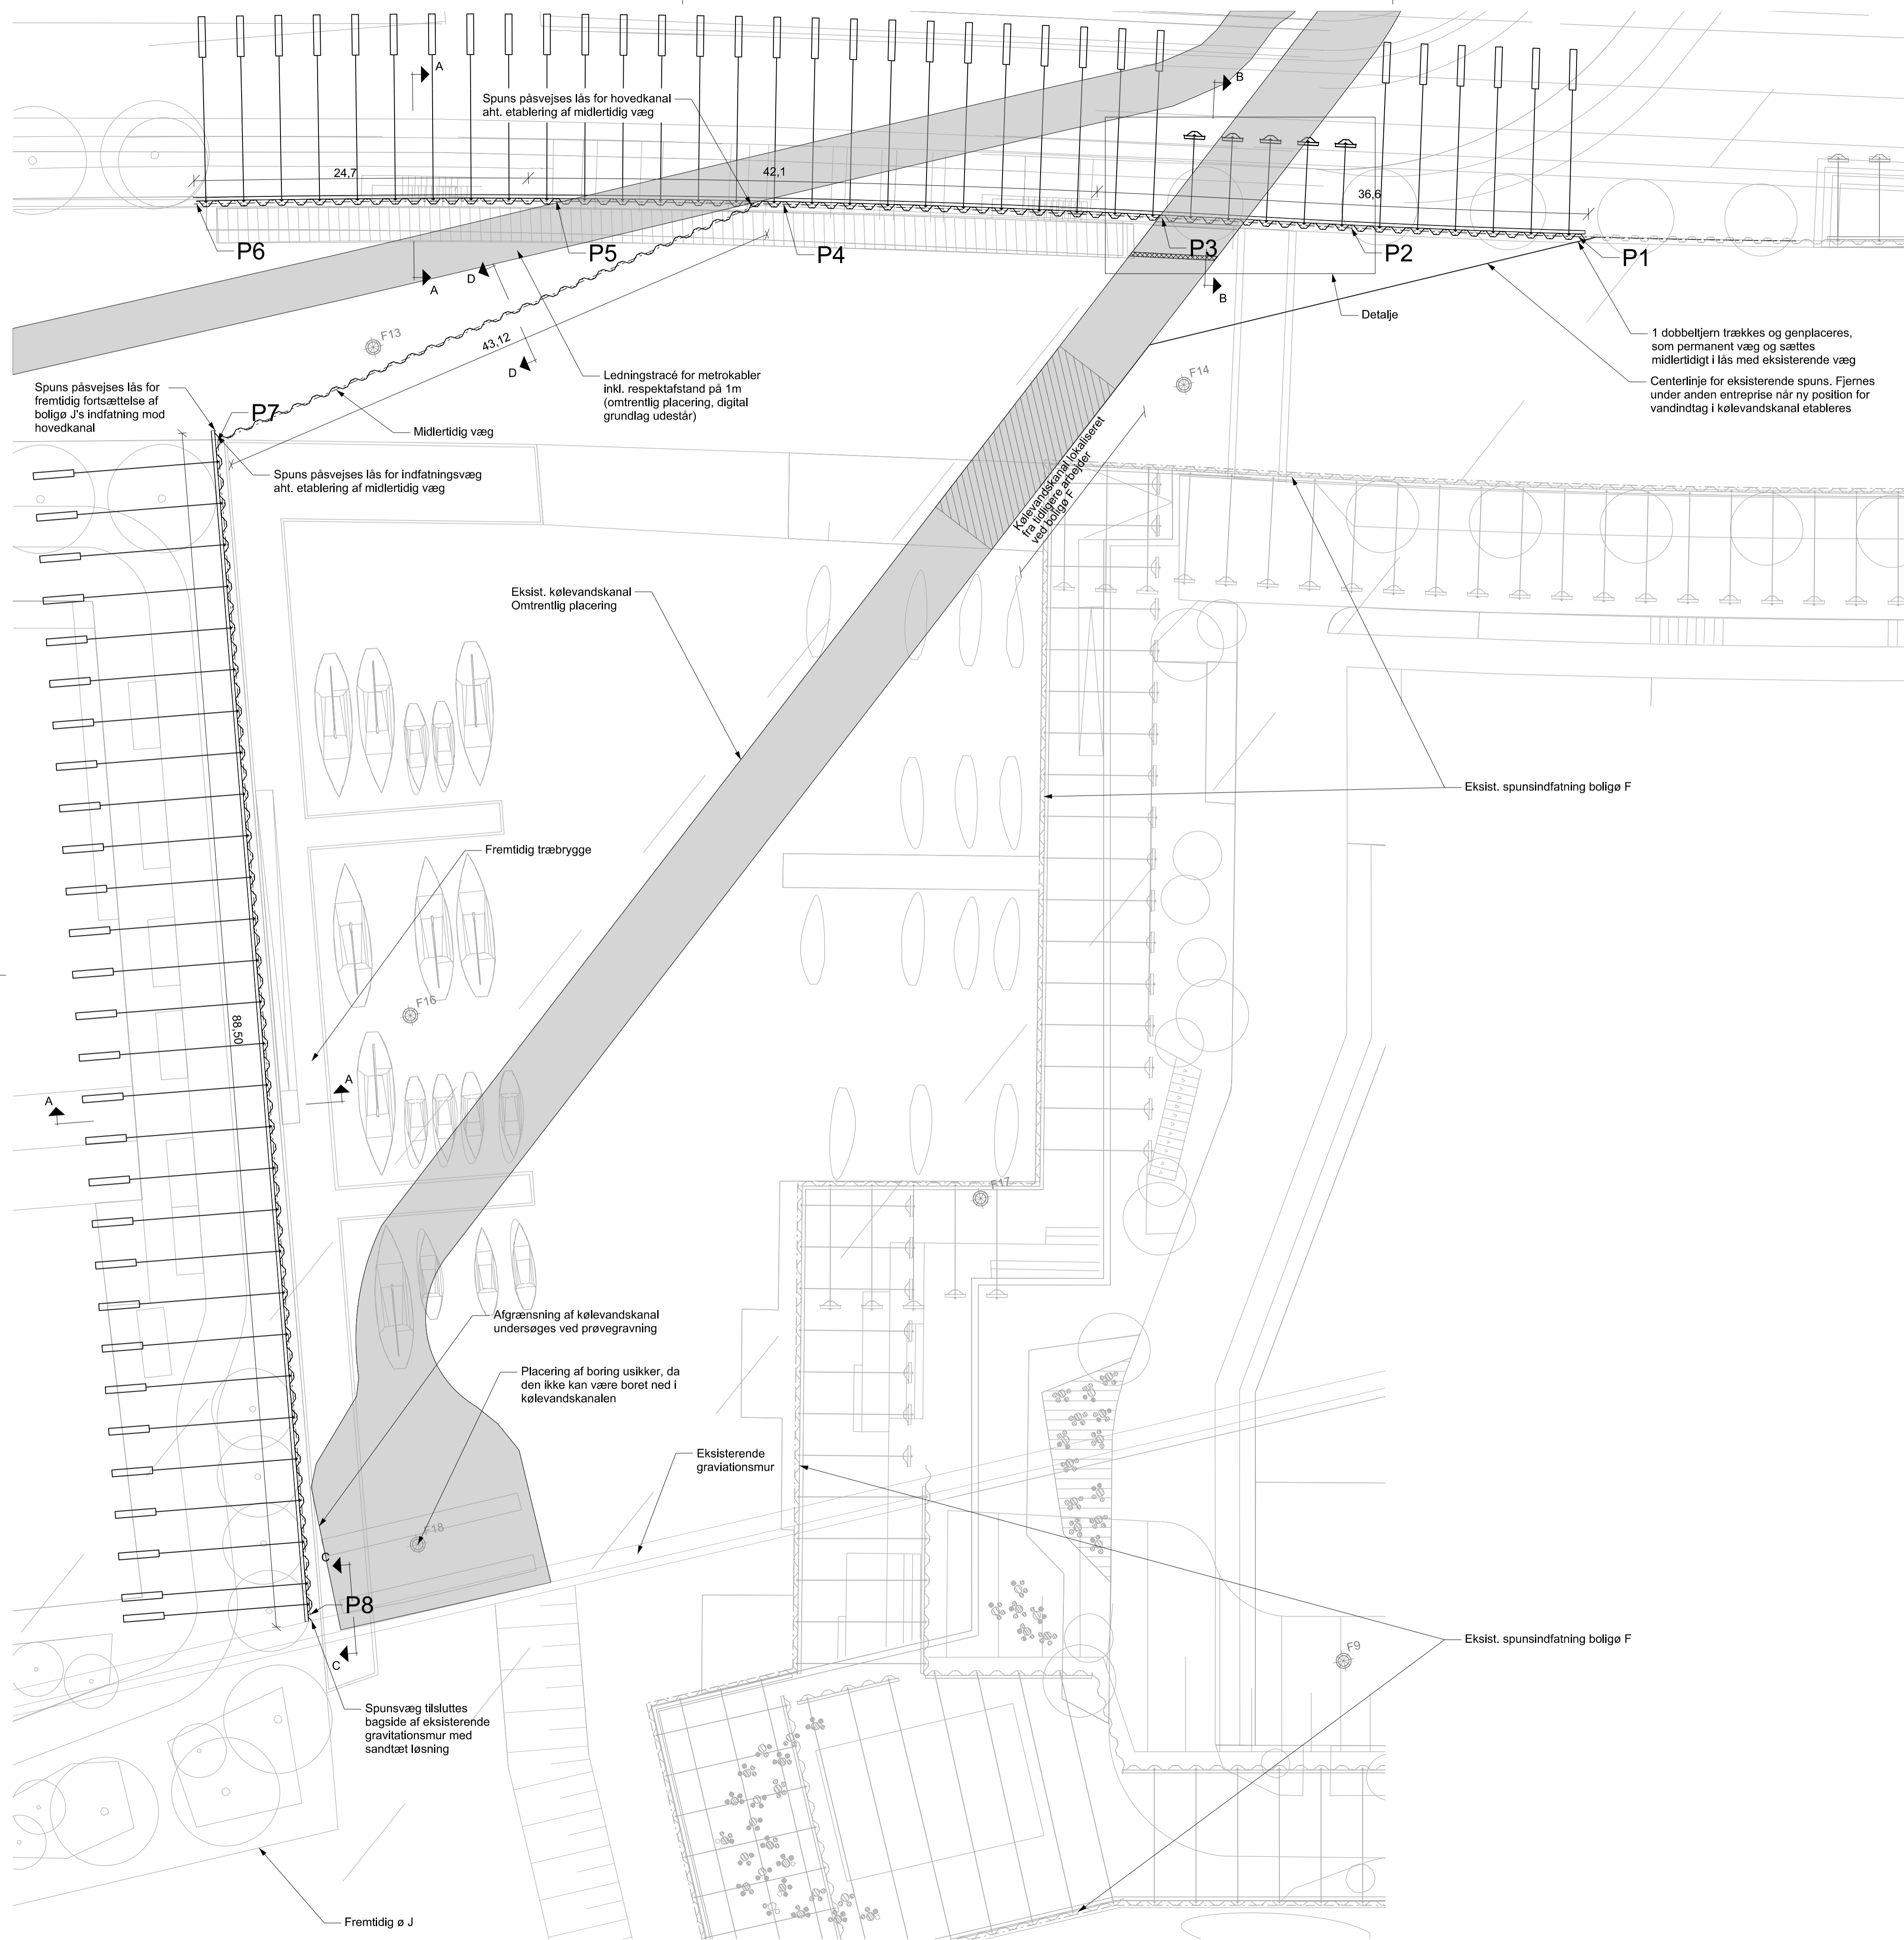 A
B
Spuns påsvejses lås for hovedkanal
aht. etablering af midlertidig væg
24,7
42,1
36,6
P6
P5
P4
P3
P2
P1
A
D
B
Detalje
F13
43,12
D
Ledningstracé for metrokabler
inkl. respektafstand på 1m
(omtrentlig placering, digital
grundlag udestår)
F14
1 dobbeltjern trækkes og genplaceres,
som permanent væg og sættes
midlertidigt i lås med eksisterende væg
Centerlinje for eksisterende spuns. Fjernes
under anden entreprise når ny position for
vandindtag i kølevandskanal etableres
Spuns påsvejses lås for
fremtidig fortsættelse af
boligø J's indfatning mod
hovedkanal
P7
Midlertidig væg
Spuns påsvejses lås for indfatningsvæg
aht. etablering af midlertidig væg
Kølevandskanal lokaliseret
fra tidligere arbejder
ved boligø F
Eksist. kølevandskanal
Omtrentlig placering
Eksist. spunsindfatning boligø F
Fremtidig træbrygge
F16
88,50
A
A
F17
Afgrænsning af kølevandskanal
undersøges ved prøvegravning
Placering af boring usikker, da
den ikke kan være boret ned i
kølevandskanalen
Eksisterende
graviationsmur
F18
C
P8
C
Eksist. spunsindfatning boligø F
F9
Spunsvæg tilsluttes
bagside af eksisterende
gravitationsmur med
sandtæt løsning
Fremtidig ø J